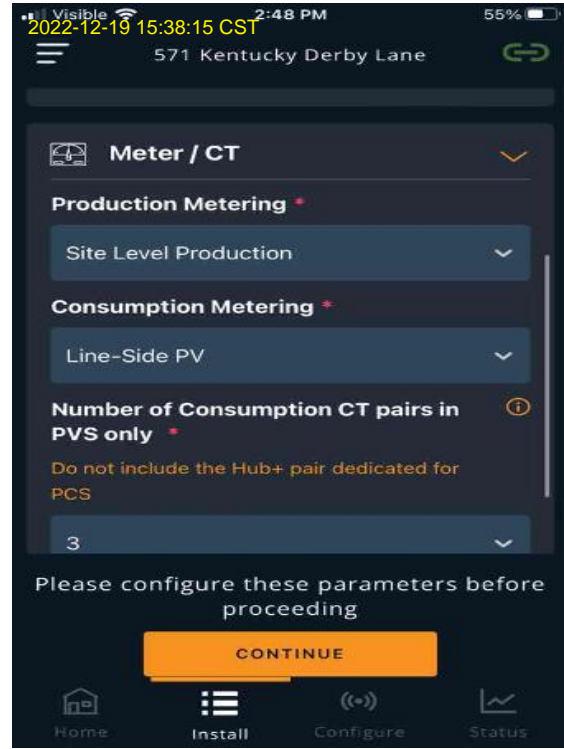 Visible 2:48 PM 55%
2022-12-19 15:38:15 CST
571 Kentucky Derby Lane
Meter / CT
Production Metering *
Site Level Production
Consumption Metering *
Line-Side PV
Number of Consumption CT pairs in
PVS only *
Do not include the Hub+ pair dedicated for
PCS
3
Please configure these parameters before
proceeding
CONTINUE
Home Install Configure Status